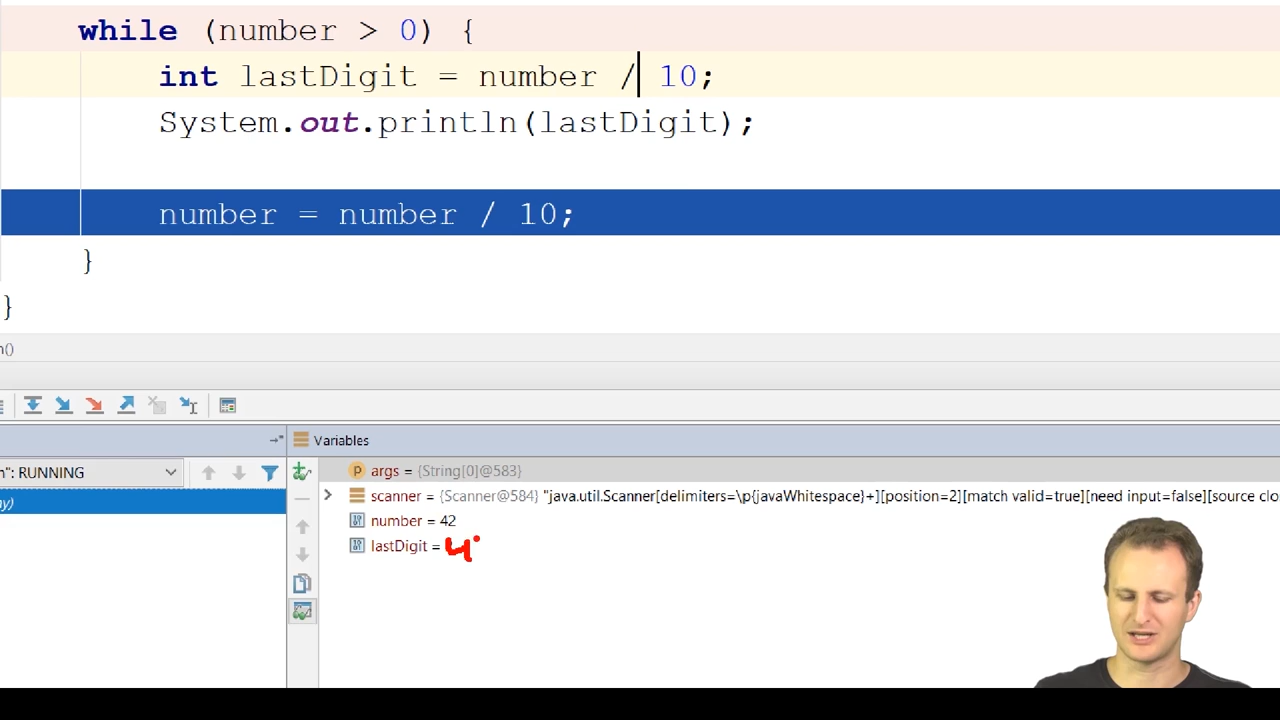 while (number > 0) {
int lastDigit = number / 10;
System.out.println(lastDigit);
number = number / 10;
}
}
n()
Variables
n": RUNNING
args = {String[0]@583}
scanner = {Scanner@584} "java.util.Scanner[delimiters=\p{javaWhitespace}+][position=2][match valid=true][need input=false][source clo
y)
number = 42
lastDigit = 4